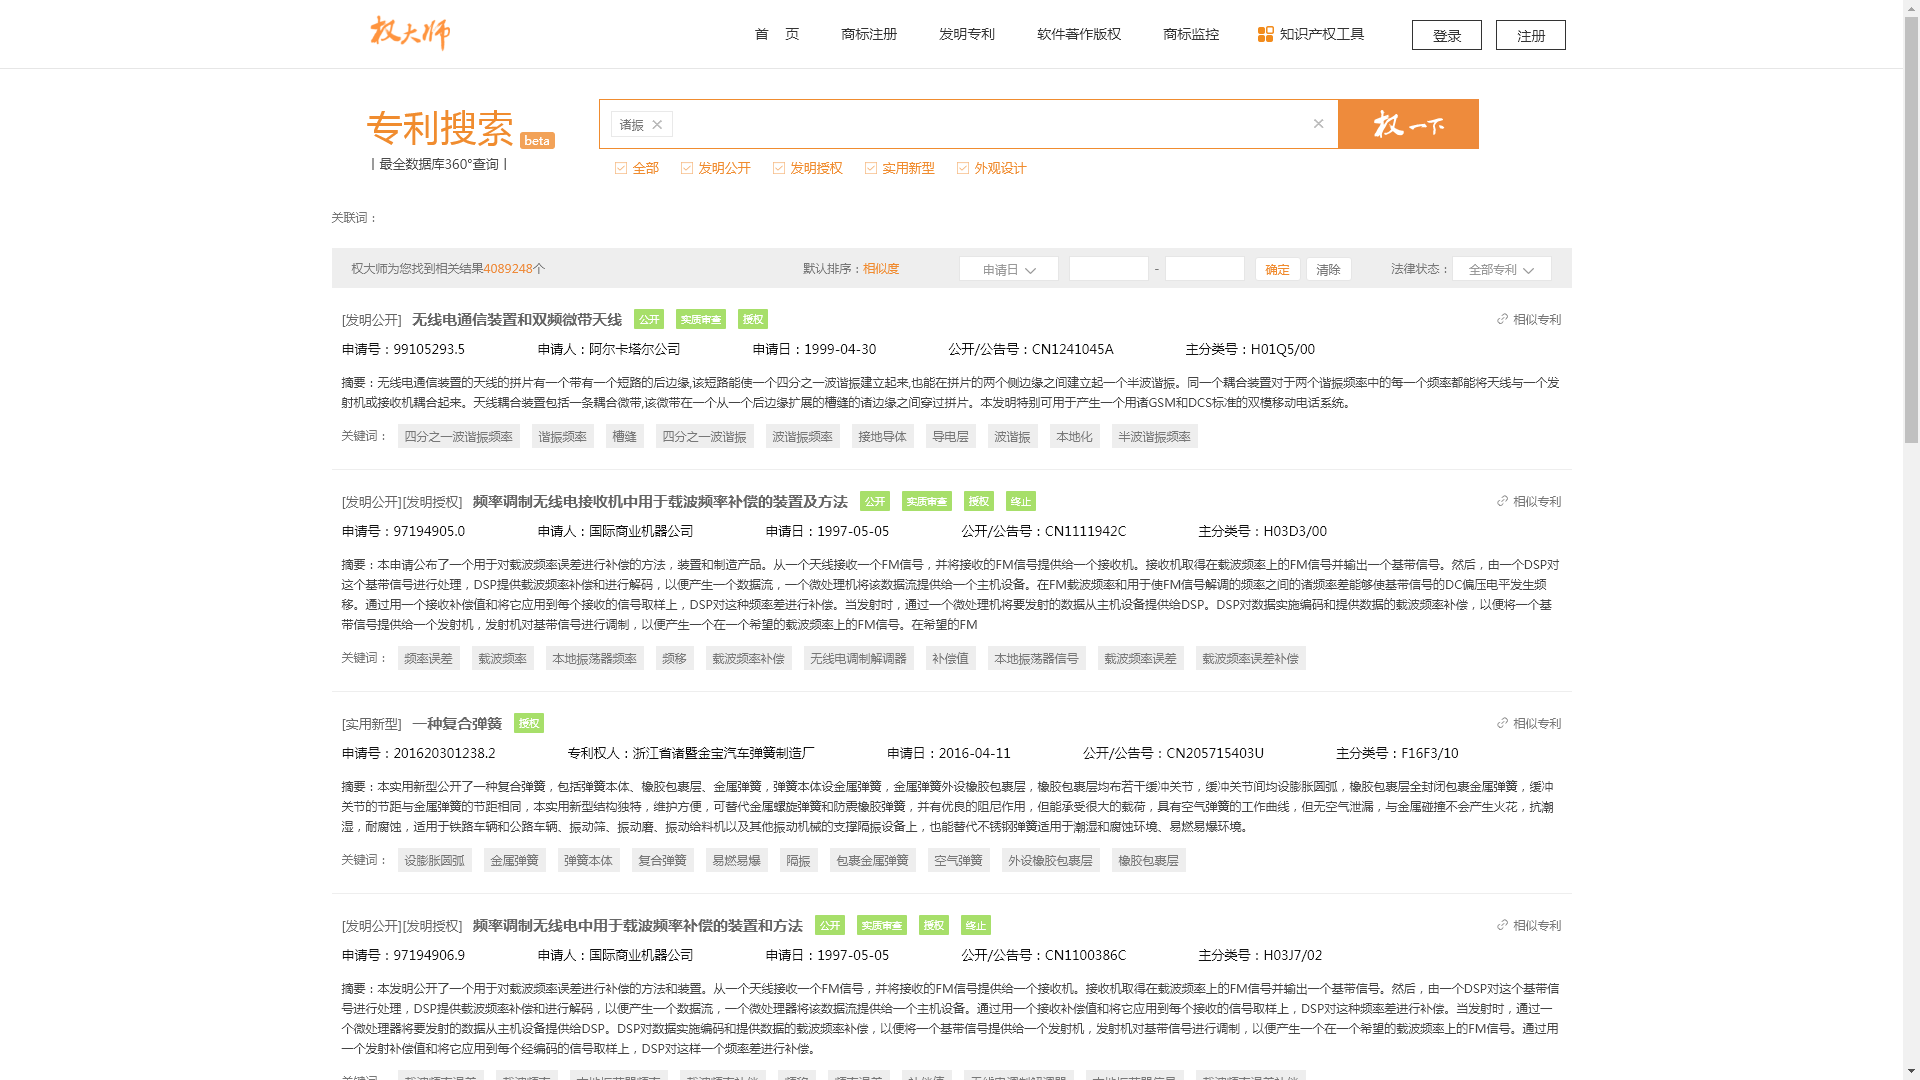 权大师
首 页
商标注册
发明专利
软件著作版权
商标监控
知识产权工具
登录
注册
专利搜索 beta
丨最全数据库360°查询丨
诸振
权一下
全部
发明公开
发明授权
实用新型
外观设计
关联词：
权大师为您找到相关结果4089248个
默认排序：相似度
申请日
-
确定
清除
法律状态：
全部专利
[发明公开] 无线电通信装置和双频微带天线 公开 实质审查 授权
相似专利
申请号：99105293.5 申请人：阿尔卡塔尔公司 申请日：1999-04-30 公开/公告号：CN1241045A 主分类号：H01Q5/00
摘要：无线电通信装置的天线的拼片有一个带有一个短路的后边缘,该短路能使一个四分之一波谐振建立起来,也能在拼片的两个侧边缘之间建立起一个半波谐振。同一个耦合装置对于两个谐振频率中的每一个频率都能将天线与一个发
射机或接收机耦合起来。天线耦合装置包括一条耦合微带,该微带在一个从一个后边缘扩展的槽缝的诸边缘之间穿过拼片。本发明特别可用于产生一个用诸GSM和DCS标准的双模移动电话系统。
关键词： 四分之一波谐振频率 谐振频率 槽缝 四分之一波谐振 波谐振频率 接地导体 导电层 波谐振 本地化 半波谐振频率
[发明公开][发明授权] 频率调制无线电接收机中用于载波频率补偿的装置及方法 公开 实质审查 授权 终止
相似专利
申请号：97194905.0 申请人：国际商业机器公司 申请日：1997-05-05 公开/公告号：CN1111942C 主分类号：H03D3/00
摘要：本申请公布了一个用于对载波频率误差进行补偿的方法，装置和制造产品。从一个天线接收一个FM信号，并将接收的FM信号提供给一个接收机。接收机取得在载波频率上的FM信号并输出一个基带信号。然后，由一个DSP对
这个基带信号进行处理，DSP提供载波频率补偿和进行解码，以便产生一个数据流，一个微处理机将该数据流提供给一个主机设备。在FM载波频率和用于使FM信号解调的频率之间的诸频率差能够使基带信号的DC偏压电平发生频
移。通过用一个接收补偿值和将它应用到每个接收的信号取样上，DSP对这种频率差进行补偿。当发射时，通过一个微处理机将要发射的数据从主机设备提供给DSP。DSP对数据实施编码和提供数据的载波频率补偿，以便将一个基
带信号提供给一个发射机，发射机对基带信号进行调制，以便产生一个在一个希望的载波频率上的FM信号。在希望的FM
关键词： 频率误差 载波频率 本地振荡器频率 频移 载波频率补偿 无线电调制解调器 补偿值 本地振荡器信号 载波频率误差 载波频率误差补偿
[实用新型] 一种复合弹簧 授权
相似专利
申请号：201620301238.2 专利权人：浙江省诸暨金宝汽车弹簧制造厂 申请日：2016-04-11 公开/公告号：CN205715403U 主分类号：F16F3/10
摘要：本实用新型公开了一种复合弹簧，包括弹簧本体、橡胶包裹层、金属弹簧，弹簧本体设金属弹簧，金属弹簧外设橡胶包裹层，橡胶包裹层均布若干缓冲关节，缓冲关节间均设膨胀圆弧，橡胶包裹层全封闭包裹金属弹簧，缓冲
关节的节距与金属弹簧的节距相同，本实用新型结构独特，维护方便，可替代金属螺旋弹簧和防震橡胶弹簧，并有优良的阻尼作用，但能承受很大的载荷，具有空气弹簧的工作曲线，但无空气泄漏，与金属碰撞不会产生火花，抗潮
湿，耐腐蚀，适用于铁路车辆和公路车辆、振动筛、振动磨、振动给料机以及其他振动机械的支撑隔振设备上，也能替代不锈钢弹簧适用于潮湿和腐蚀环境、易燃易爆环境。
关键词： 设膨胀圆弧 金属弹簧 弹簧本体 复合弹簧 易燃易爆 隔振 包裹金属弹簧 空气弹簧 外设橡胶包裹层 橡胶包裹层
[发明公开][发明授权] 频率调制无线电中用于载波频率补偿的装置和方法 公开 实质审查 授权 终止
相似专利
申请号：97194906.9 申请人：国际商业机器公司 申请日：1997-05-05 公开/公告号：CN1100386C 主分类号：H03J7/02
摘要：本发明公开了一个用于对载波频率误差进行补偿的方法和装置。从一个天线接收一个FM信号，并将接收的FM信号提供给一个接收机。接收机取得在载波频率上的FM信号并输出一个基带信号。然后，由一个DSP对这个基带信
号进行处理，DSP提供载波频率补偿和进行解码，以便产生一个数据流，一个微处理器将该数据流提供给一个主机设备。通过用一个接收补偿值和将它应用到每个接收的信号取样上，DSP对这种频率差进行补偿。当发射时，通过一
个微处理器将要发射的数据从主机设备提供给DSP。DSP对数据实施编码和提供数据的载波频率补偿，以便将一个基带信号提供给一个发射机，发射机对基带信号进行调制，以便产生一个在一个希望的载波频率上的FM信号。通过用
一个发射补偿值和将它应用到每个经编码的信号取样上，DSP对这样一个频率差进行补偿。